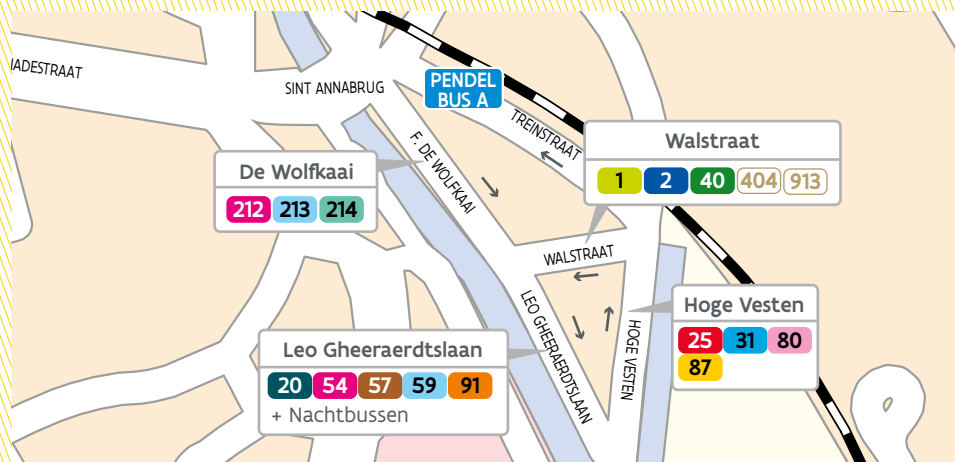 ADESTRAAT
SINT ANNABRUG
PENDEL
BUS A
TREINSTRAAT
F. DE WOLFKAAI
Walstraat
1 2 40 404 913
De Wolfkaai
212 213 214
WALSTRAAT
LEO GHEERAERDTSLAAN
HOGE VESTEN
Hoge Vesten
25 31 80
87
Leo Gheeraerdtslaan
20 54 57 59 91
+ Nachtbussen